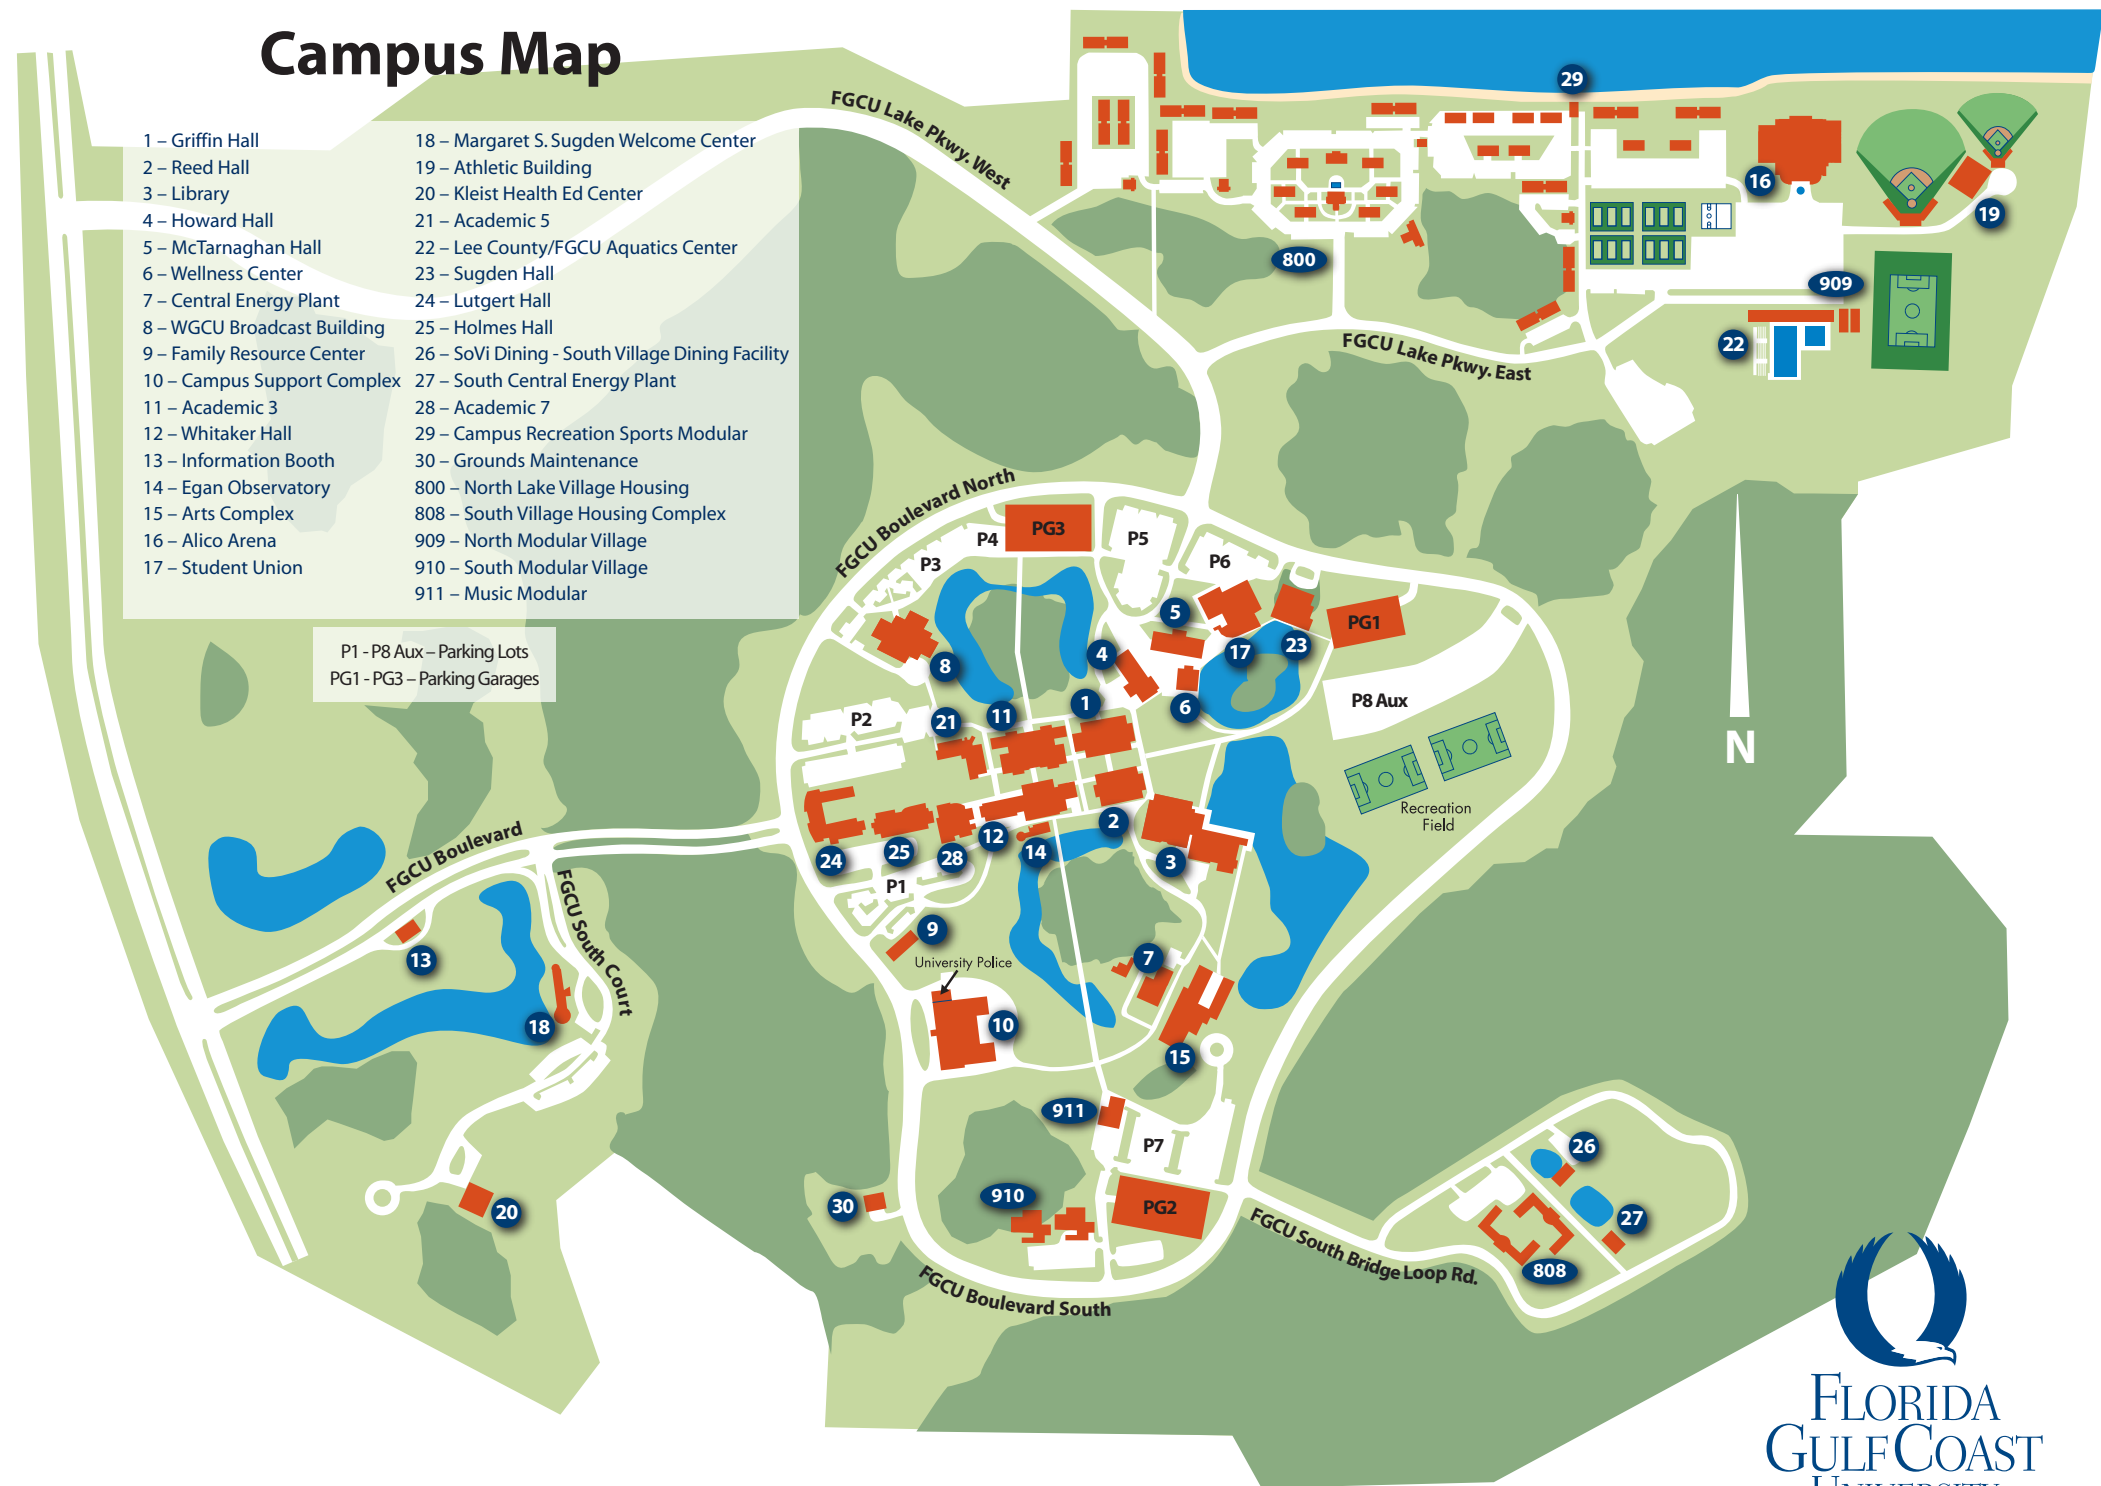 Campus Map
1 – Griffin Hall
2 – Reed Hall
3 – Library
4 – Howard Hall
5 – McTarnaghan Hall
6 – Wellness Center
7 – Central Energy Plant
8 – WGCU Broadcast Building
9 – Family Resource Center
10 – Campus Support Complex
11 – Academic 3
12 – Whitaker Hall
13 – Information Booth
14 – Egan Observatory
15 – Arts Complex
16 – Alico Arena
17 – Student Union
18 – Margaret S. Sugden Welcome Center
19 – Athletic Building
20 – Kleist Health Ed Center
21 – Academic 5
22 – Lee County/FGCU Aquatics Center
23 – Sugden Hall
24 – Lutgert Hall
25 – Holmes Hall
26 – SoVi Dining - South Village Dining Facility
27 – South Central Energy Plant
28 – Academic 7
29 – Campus Recreation Sports Modular
30 – Grounds Maintenance
800 – North Lake Village Housing
808 – South Village Housing Complex
909 – North Modular Village
910 – South Modular Village
911 – Music Modular
P1 - P8 Aux – Parking Lots
PG1 - PG3 – Parking Garages
FGCU Lake Pkwy. West
29
16
19
800
909
22
FGCU Lake Pkwy. East
FGCU Boulevard North
PG3
P4
P5
P3
P6
5
PG1
4
17
23
8
P8 Aux
1
6
P2
21
11
N
Recreation
Field
2
12
14
3
24
25
28
P1
FGCU Boulevard
FGCU South Court
9
13
University Police
7
18
10
15
911
P7
26
910
30
PG2
20
27
808
FGCU South Bridge Loop Rd.
FGCU Boulevard South
FLORIDA
GULF COAST
UNIVERSITY